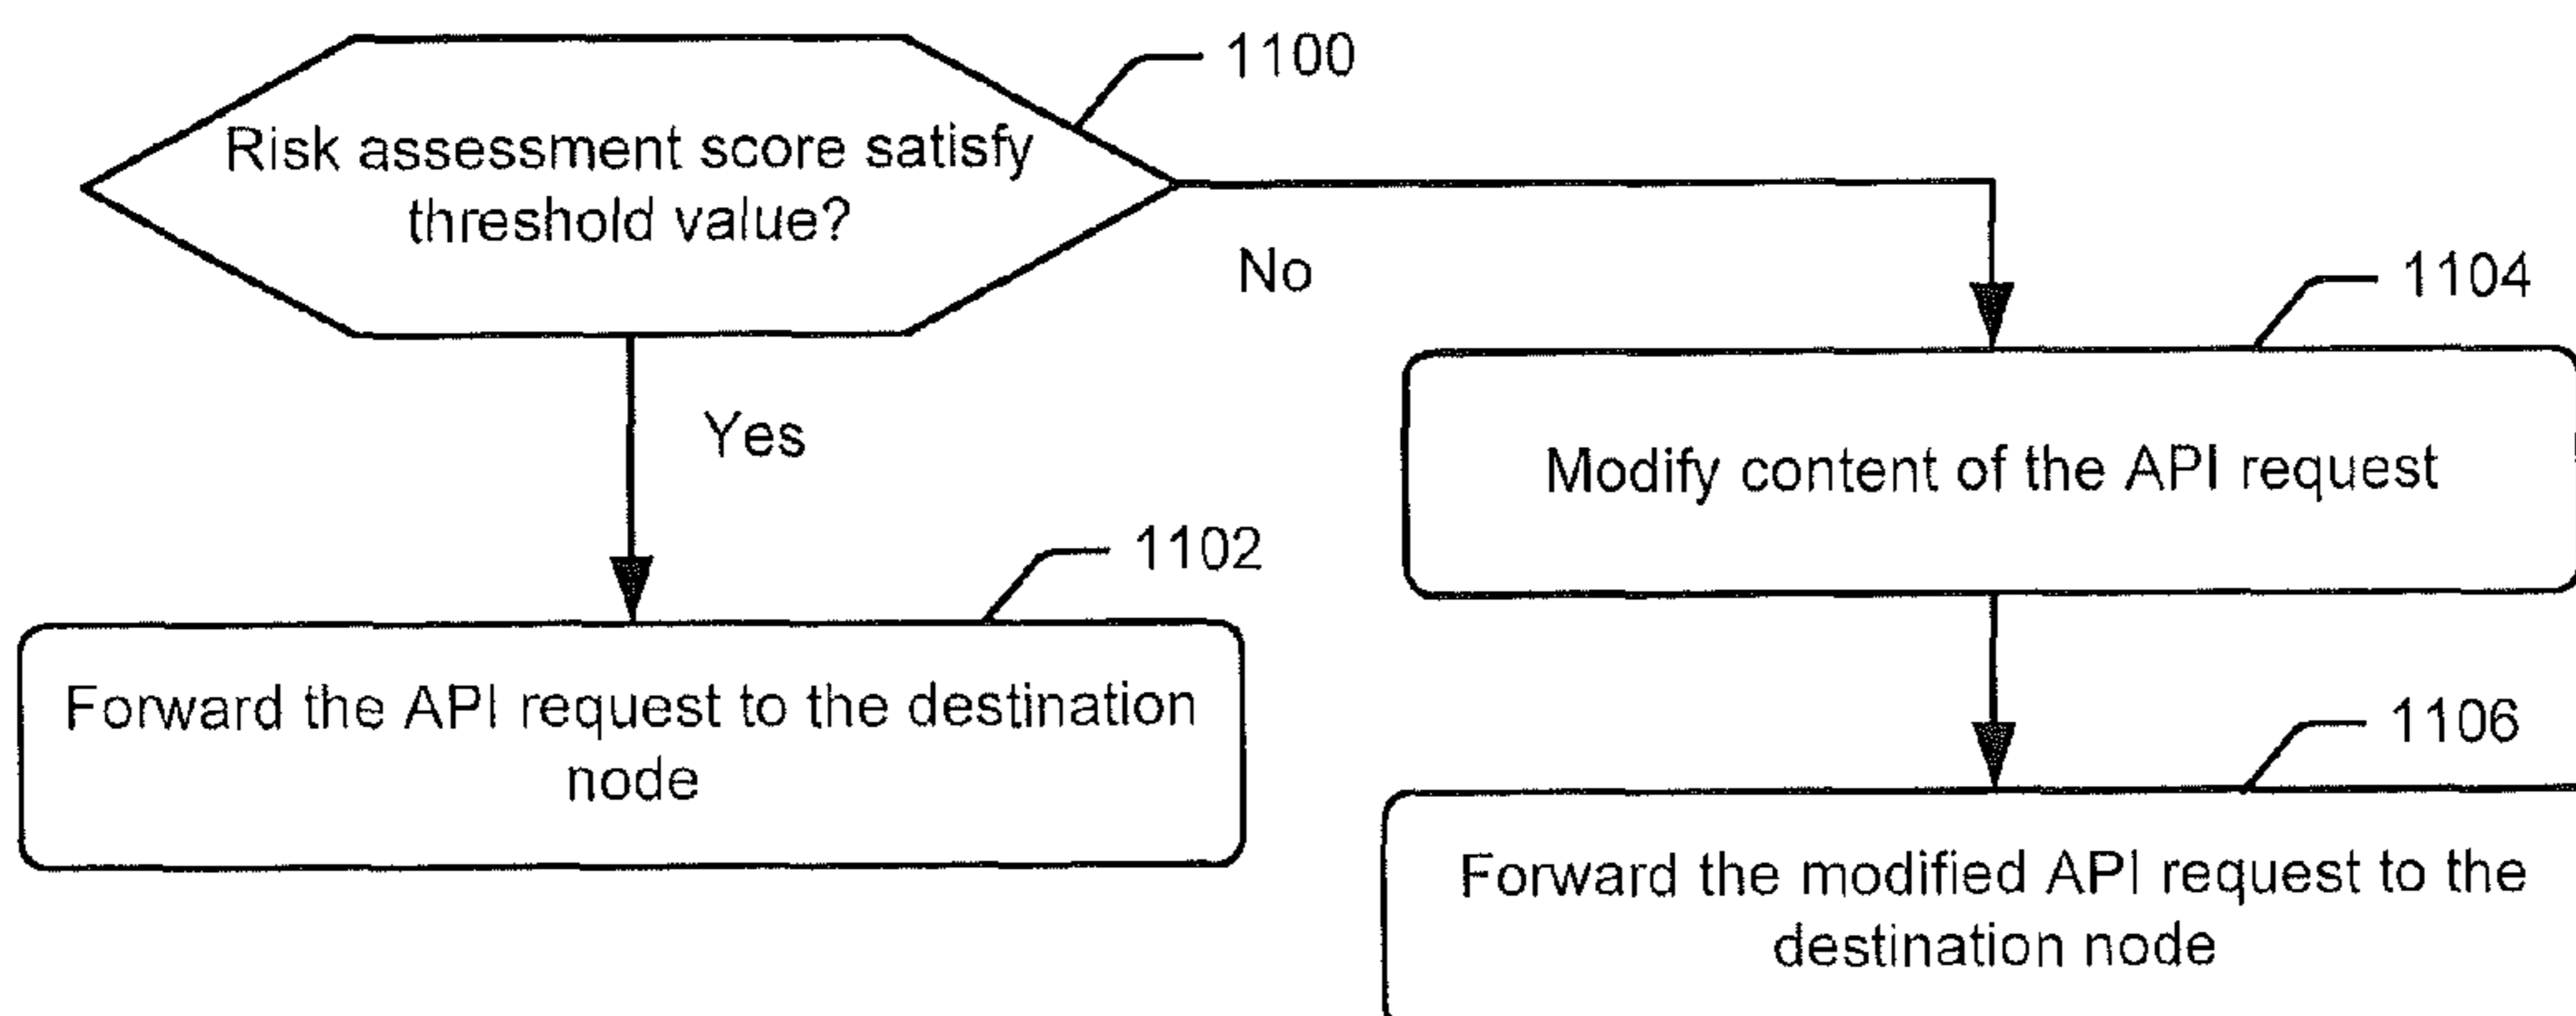 1100
Risk assessment score satisfy
threshold value?
No
Yes
1104
Modify content of the API request
1102
Forward the API request to the destination
node
1106
Forward the modified API request to the
destination node